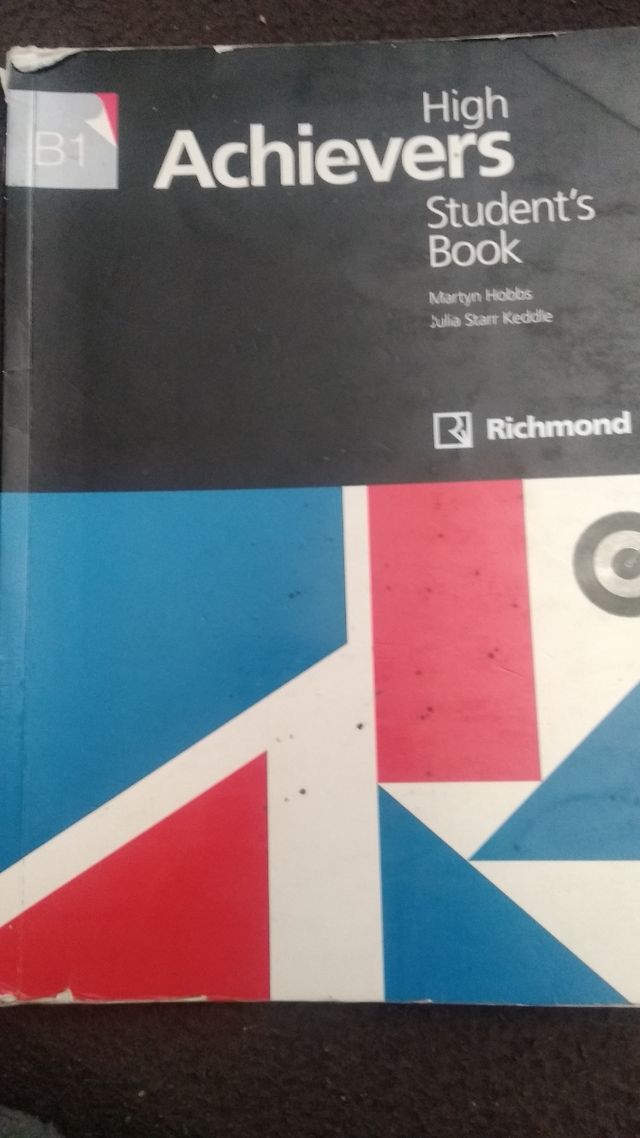 B1
High
Achievers
Student's
Book
Martyn Hobbs
Julia Starr Keddle
Richmond